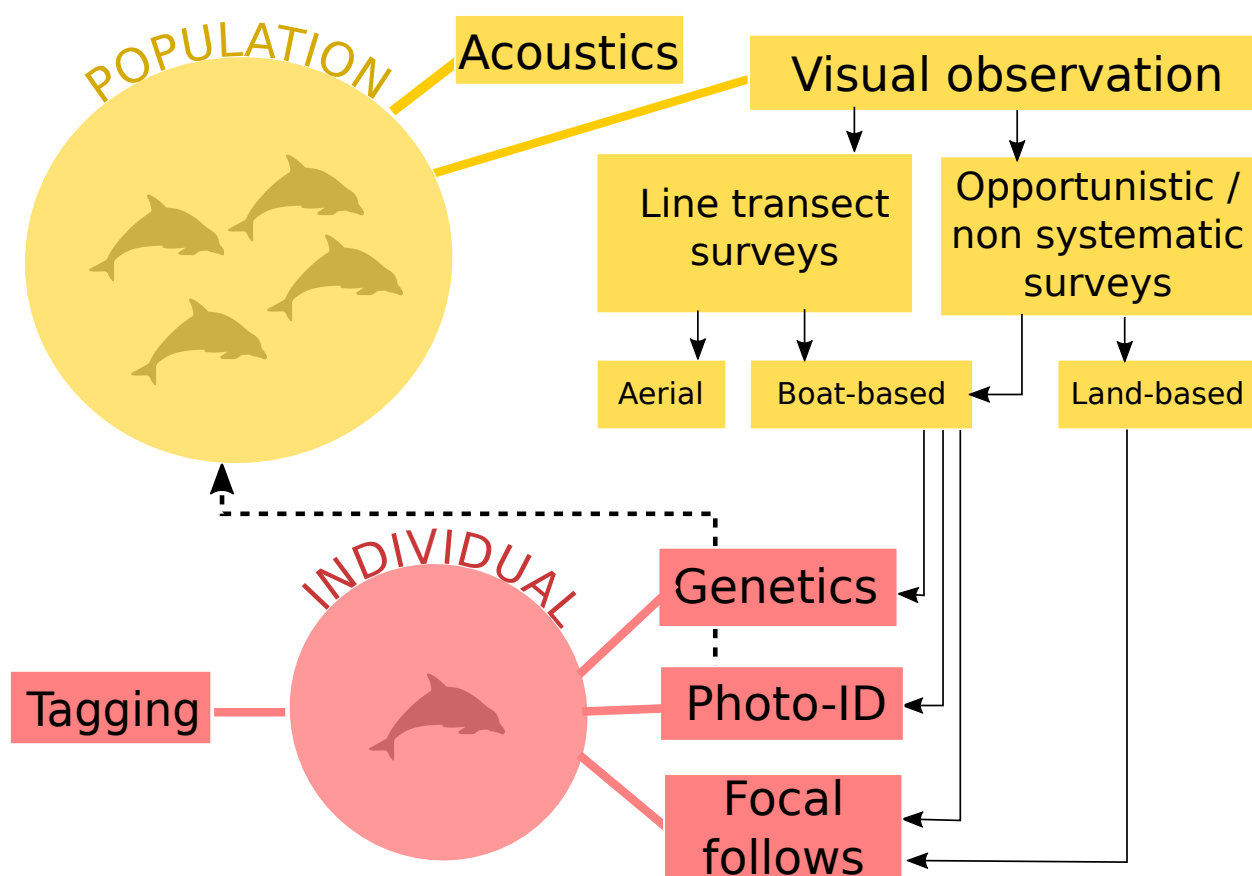 POPULATION
Acoustics
Visual observation
Line transect
surveys
Opportunistic /
non systematic
surveys
Aerial
Boat-based
Land-based
INDIVIDUAL
Genetics
Tagging
Photo-ID
Focal
follows